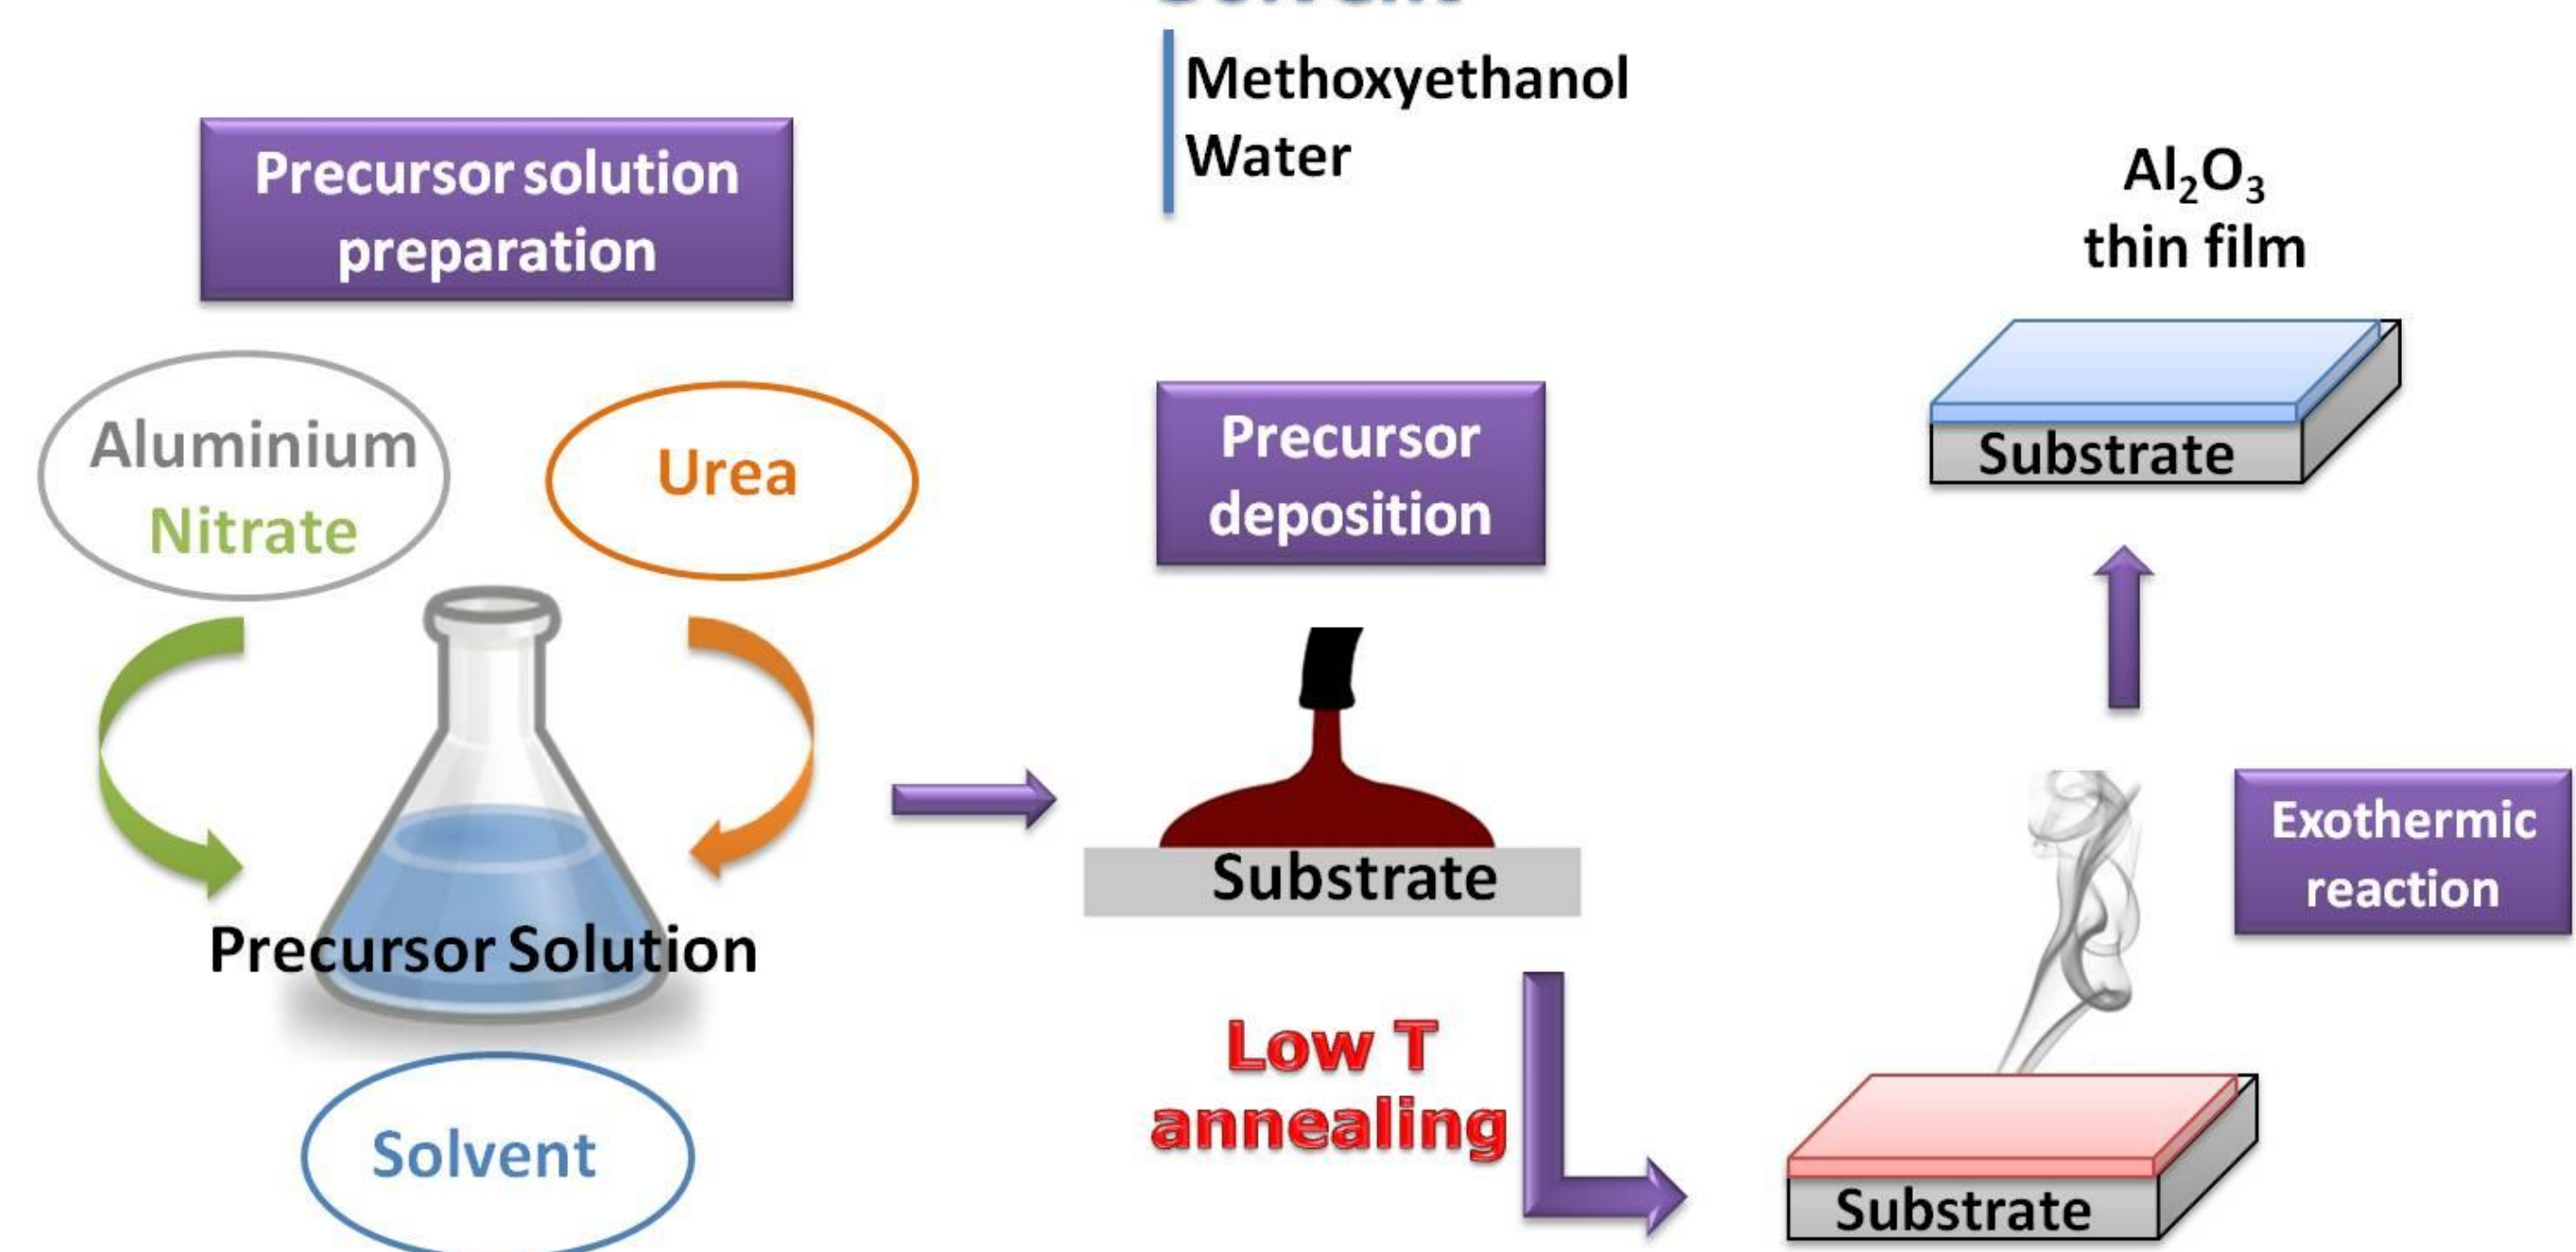 Methoxyethanol
Water
Precursor solution
preparation
Aluminium
Nitrate
Urea
Precursor Solution
Solvent
Precursor
deposition
Substrate
Low T
annealing
Exothermic
reaction
Substrate
Al₂O₃
thin film
Substrate